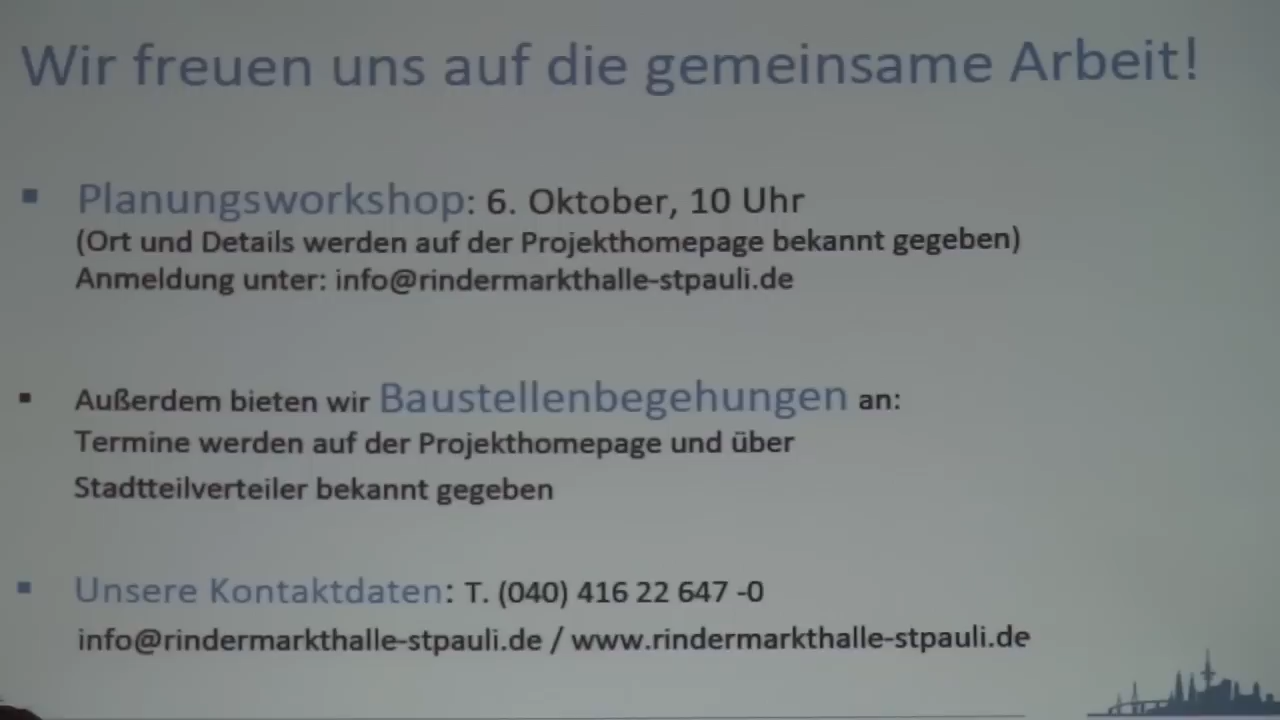 Wir freuen uns auf die gemeinsame Arbeit!
▪ Planungsworkshop: 6. Oktober, 10 Uhr
(Ort und Details werden auf der Projekthomepage bekannt gegeben)
Anmeldung unter: info@rindermarkthalle-stpauli.de
▪ Außerdem bieten wir Baustellenbegehungen an:
Termine werden auf der Projekthomepage und über
Stadtteilverteiler bekannt gegeben
▪ Unsere Kontaktdaten: T. (040) 416 22 647 -0
info@rindermarkthalle-stpauli.de / www.rindermarkthalle-stpauli.de